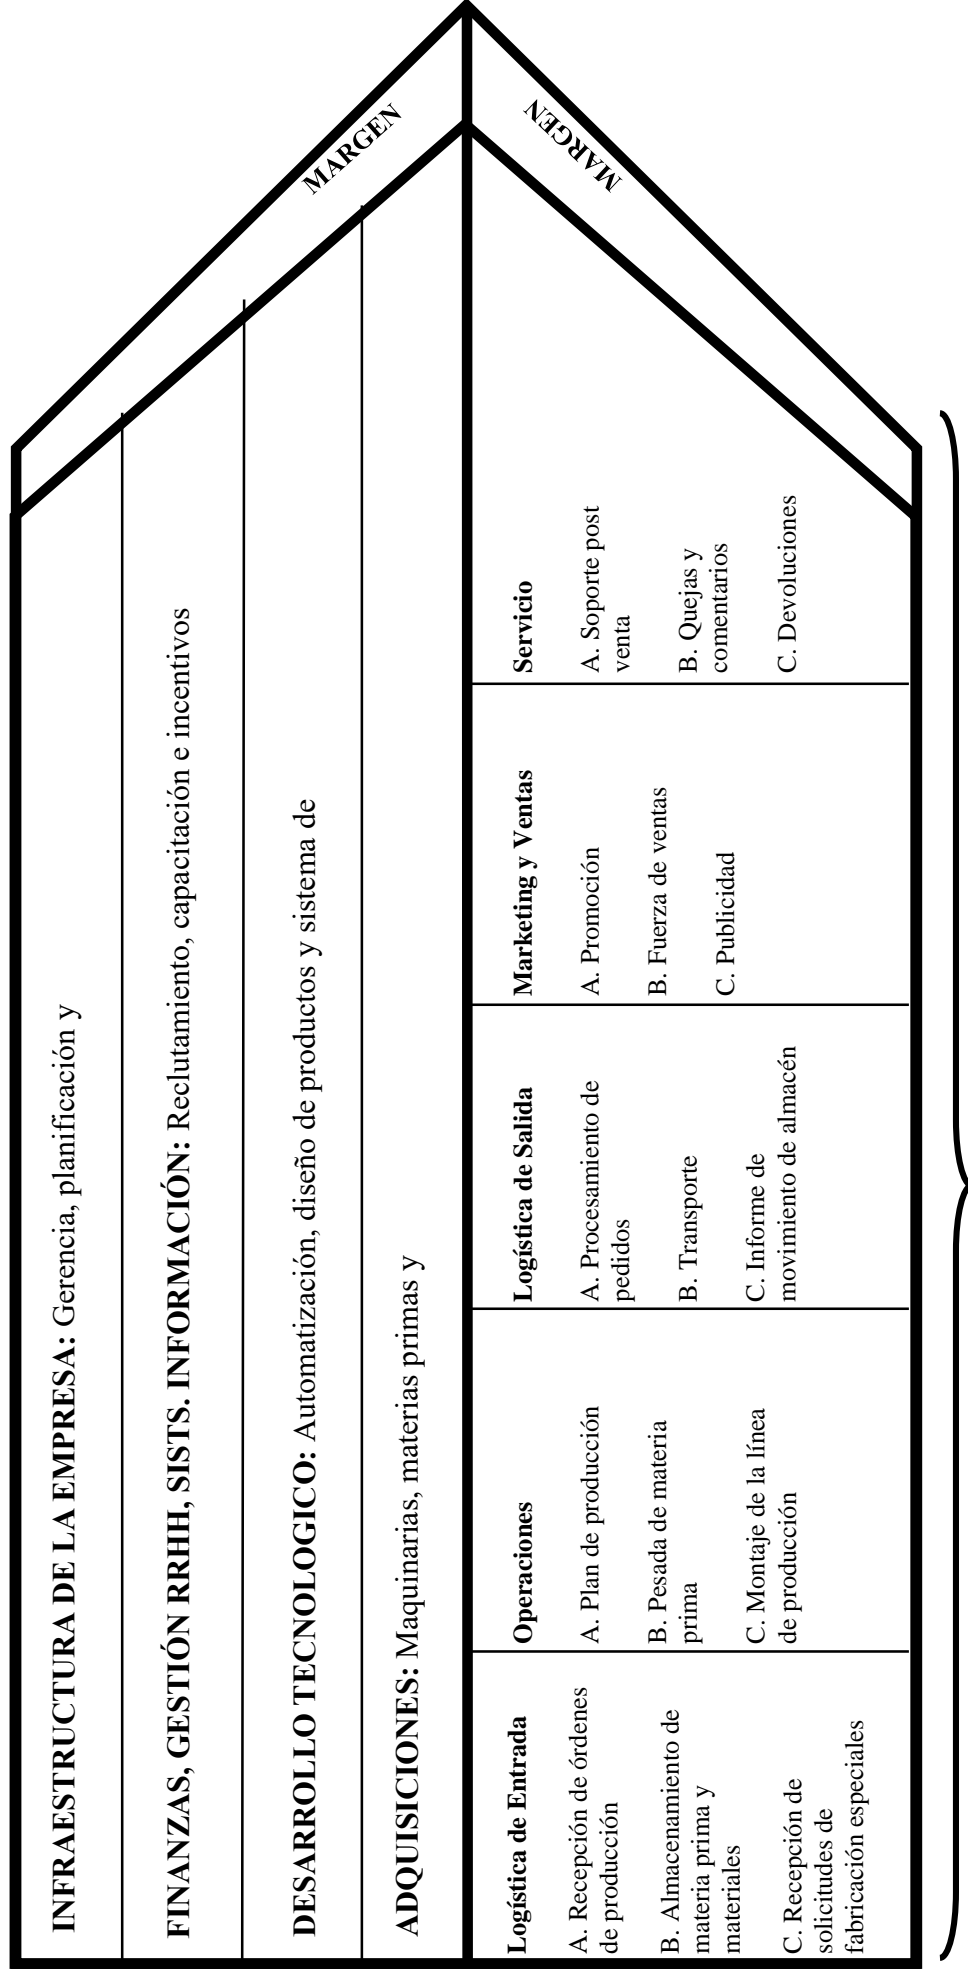 INFRAESTRUCTURA DE LA EMPRESA: Gerencia, planificación y
FINANZAS, GESTIÓN RRHH, SISTS. INFORMACIÓN: Reclutamiento, capacitación e incentivos
DESARROLLO TECNOLOGICO: Automatización, diseño de productos y sistema de
ADQUISICIONES: Maquinarias, materias primas y
MARGEN
MARGEN
Logística de Entrada
A. Recepción de órdenes
de producción
B. Almacenamiento de
materia prima y
materiales
C. Recepción de
solicitudes de
fabricación especiales
Operaciones
A. Plan de producción
B. Pesada de materia
prima
C. Montaje de la línea
de producción
Logística de Salida
A. Procesamiento de
pedidos
B. Transporte
C. Informe de
movimiento de almacén
Marketing y Ventas
A. Promoción
B. Fuerza de ventas
C. Publicidad
Servicio
A. Soporte post
venta
B. Quejas y
comentarios
C. Devoluciones